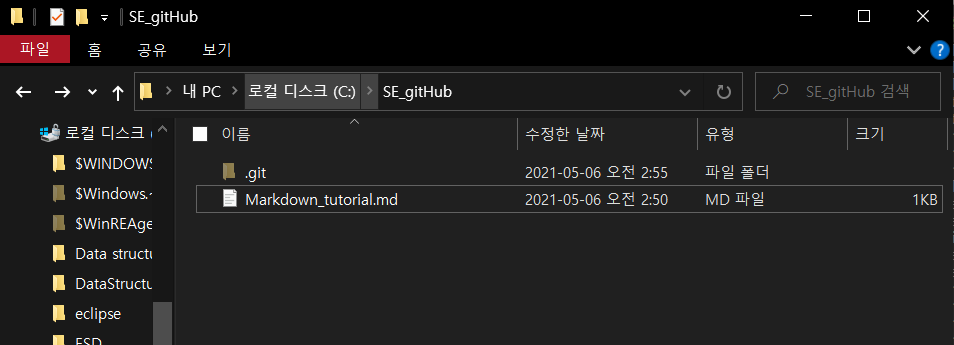 SE_gitHub
파일 홈 공유 보기
내 PC 로컬 디스크 (C:) SE_gitHub SE_gitHub 검색
로컬 디스크 (
이름 수정한 날짜 유형 크기
$WINDOWS
.git 2021-05-06 오전 2:55 파일 폴더
$Windows.~
Markdown_tutorial.md 2021-05-06 오전 2:50 MD 파일 1KB
$WinREAge
Data structu
DataStructu
eclipse
ESD